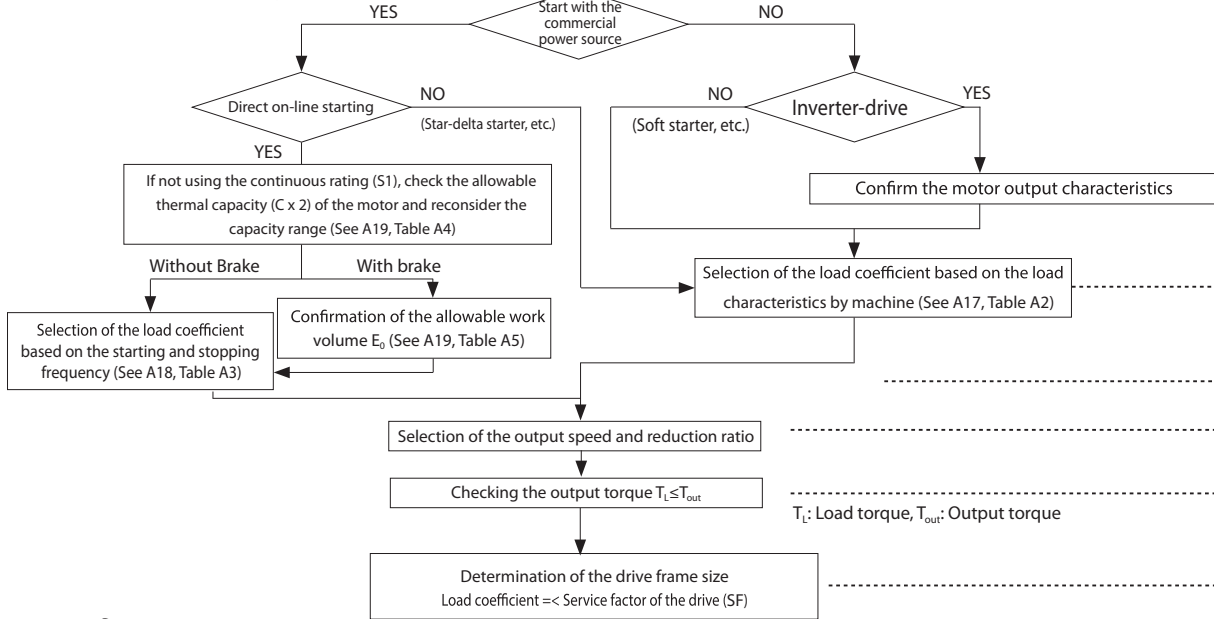 Start with the
commercial
power source
YES
NO
Direct on-line starting
NO
(Star-delta starter, etc.)
YES
NO
(Soft starter, etc.)
Inverter-drive
YES
If not using the continuous rating (S1), check the allowable
thermal capacity (C x 2) of the motor and reconsider the
capacity range (See A19, Table A4)
Confirm the motor output characteristics
Without Brake
With brake
Selection of the load coefficient based on the load
characteristics by machine (See A17, Table A2)
Confirmation of the allowable work
volume E0 (See A19, Table A5)
Selection of the load coefficient
based on the starting and stopping
frequency (See A18, Table A3)
Selection of the output speed and reduction ratio
Checking the output torque TL≤Tout
TL: Load torque, Tout: Output torque
Determination of the drive frame size
Load coefficient =< Service factor of the drive (SF)